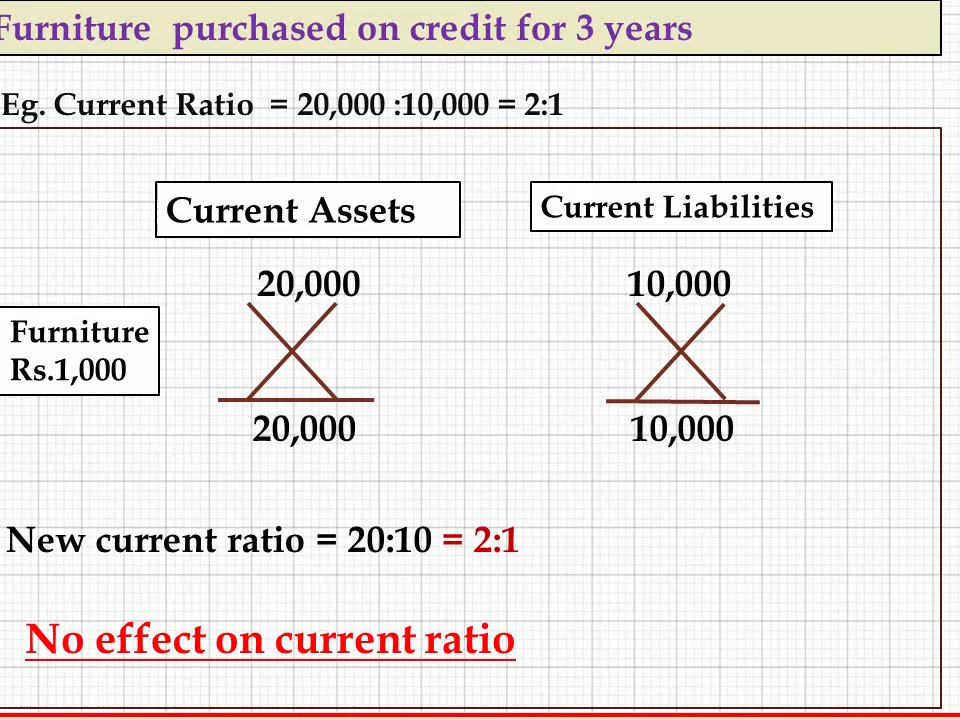 Furniture purchased on credit for 3 years
Eg. Current Ratio = 20,000 :10,000 = 2:1
Current Assets
Current Liabilities
20,000
10,000
Furniture
Rs.1,000
20,000
10,000
New current ratio = 20:10 = 2:1
No effect on current ratio